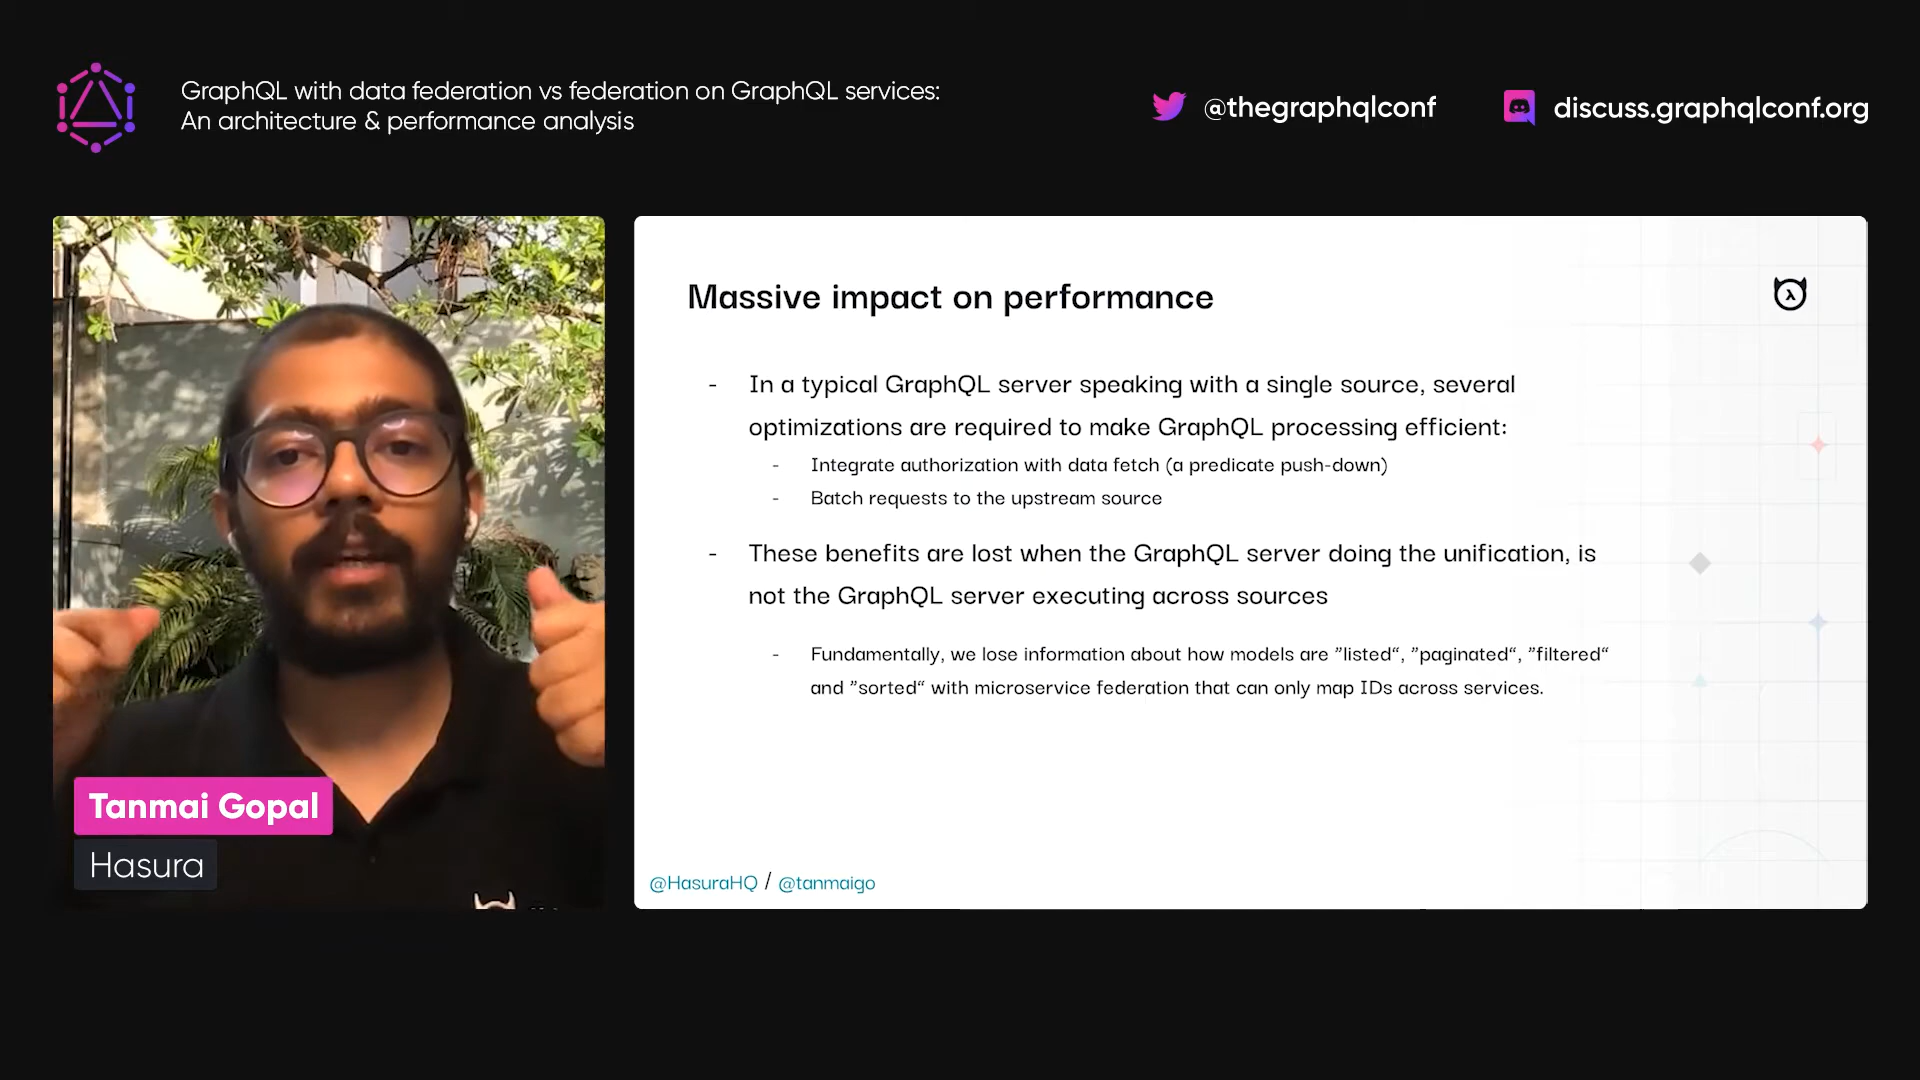 GraphQL with data federation vs federation on GraphQL services:
An architecture & performance analysis
@thegraphqlconf
discuss.graphqlconf.org
Massive impact on performance
- In a typical GraphQL server speaking with a single source, several
optimizations are required to make GraphQL processing efficient:
- Integrate authorization with data fetch (a predicate push-down)
- Batch requests to the upstream source
- These benefits are lost when the GraphQL server doing the unification, is
not the GraphQL server executing across sources
- Fundamentally, we lose information about how models are ”listed“, ”paginated“, ”filtered“
and ”sorted“ with microservice federation that can only map IDs across services.
Tanmai Gopal
Hasura
@HasuraHQ / @tanmaigo